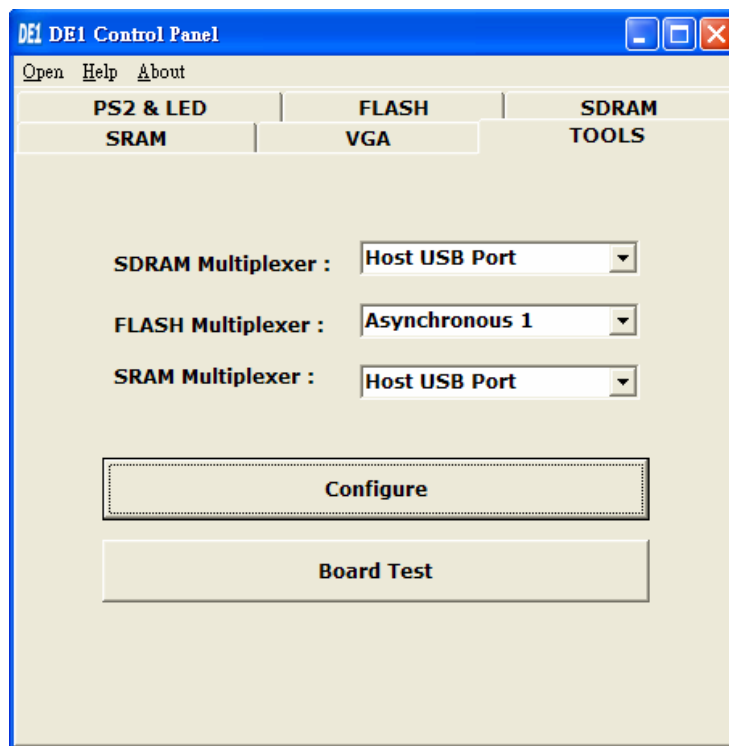 DE1 DE1 Control Panel
Open Help About
PS2 & LED FLASH SDRAM
SRAM VGA TOOLS
SDRAM Multiplexer : Host USB Port
FLASH Multiplexer : Asynchronous 1
SRAM Multiplexer : Host USB Port
Configure
Board Test